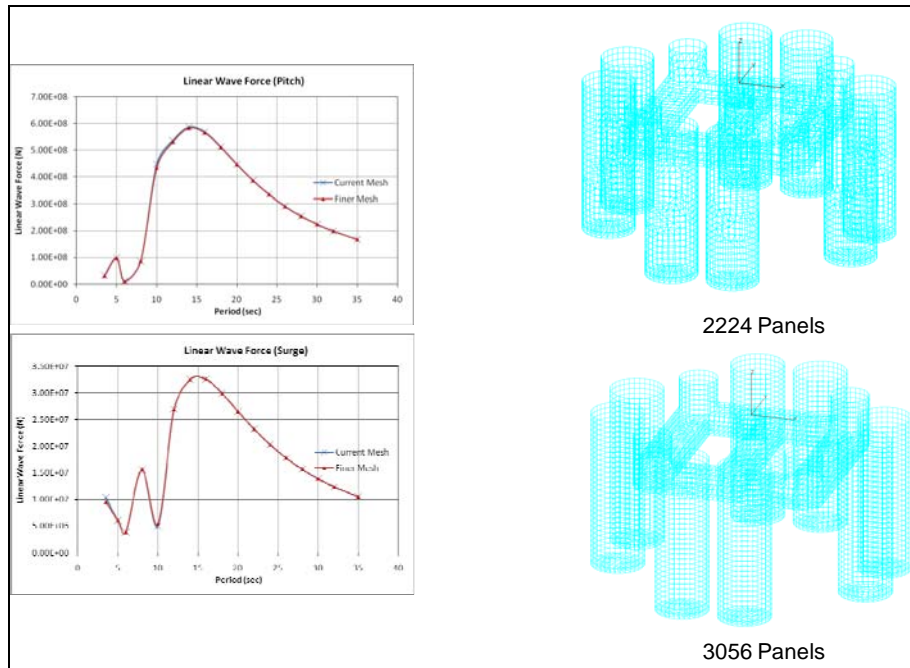 Linear Wave Force (Pitch)
7.00E+08
6.00E+08
5.00E+08
4.00E+08
3.00E+08
2.00E+08
1.00E+08
0.00E+00
Linear Wave Force (N)
Current Mesh
Finer Mesh
0 5 10 15 20 25 30 35 40
Period (sec)
2224 Panels
Linear Wave Force (Surge)
3.50E+07
3.00E+07
2.50E+07
2.00E+07
1.50E+07
1.00E+07
0.00E+00
Linear Wave Force (N)
Current Mesh
Finer Mesh
5 10 15 20 25 30 35 40
Period (sec)
3056 Panels